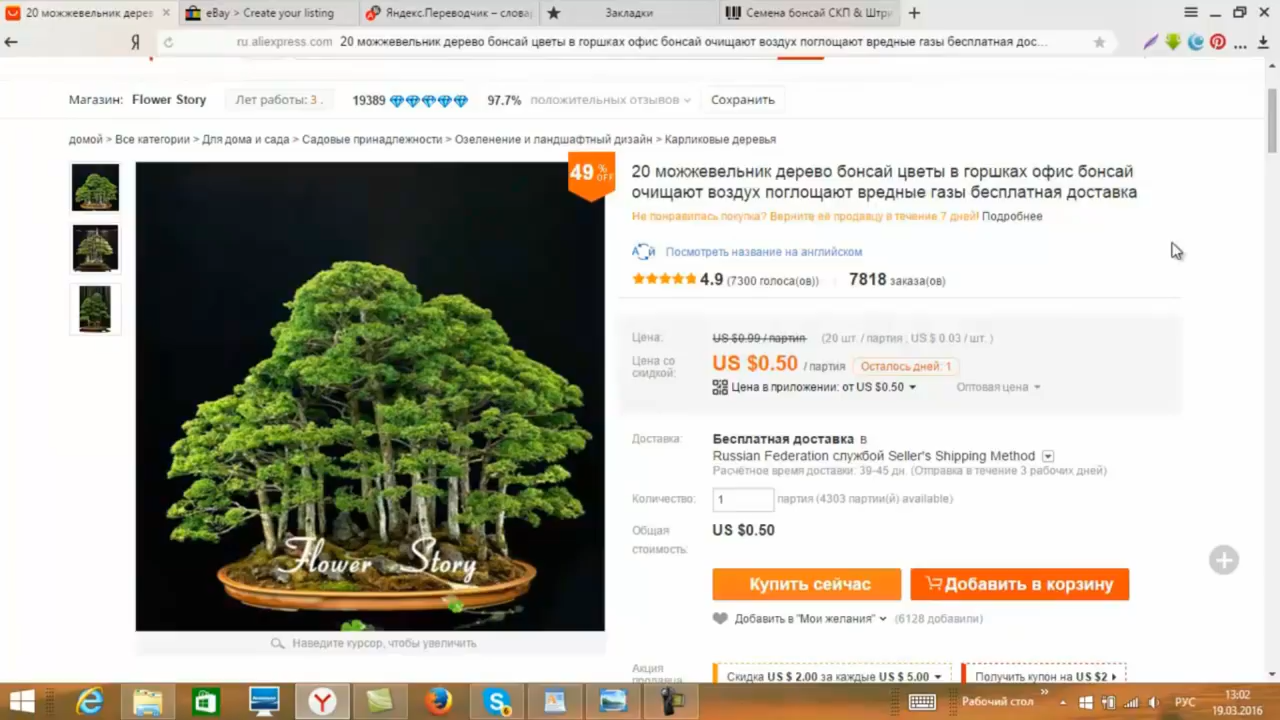 20 можжевельник дерев
eBay > Create your listing
Яндекс.Переводчик – словар
Закладки
Семена бонсай СКП & Штри
Я
ru.aliexpress.com 20 можжевельник дерево бонсай цветы в горшках офис бонсай очищают воздух поглощают вредные газы бесплатная дос...
Магазин: Flower Story Лет работы: 3 . 19389 97.7% положительных отзывов Сохранить
домой > Все категории > Для дома и сада > Садовые принадлежности > Озеленение и ландшафтный дизайн > Карликовые деревья
49 % OFF
20 можжевельник дерево бонсай цветы в горшках офис бонсай
очищают воздух поглощают вредные газы бесплатная доставка
Не понравилась покупка? Верните её продавцу в течение 7 дней! Подробнее
Посмотреть название на английском
4.9 (7300 голоса(ов)) 7818 заказа(ов)
Цена: US $0.99 / партия (20 шт. / партия , US $ 0.03 / шт. )
Цена со скидкой: US $0.50 / партия Осталось дней: 1
Цена в приложении: от US $0.50 Оптовая цена
Доставка: Бесплатная доставка в
Russian Federation службой Seller's Shipping Method
Расчётное время доставки: 39-45 дн. (Отправка в течение 3 рабочих дней)
Количество: 1 партия (4303 партии(й) available)
Общая стоимость: US $0.50
Купить сейчас Добавить в корзину
Добавить в "Мои желания" (6128 добавили)
Flower Story
Наведите курсор, чтобы увеличить
Акция продавца Скидка US $ 2.00 за каждые US $ 5.00 Получить купон на US $2
Рабочий стол
РУС
13:02
19.03.2016